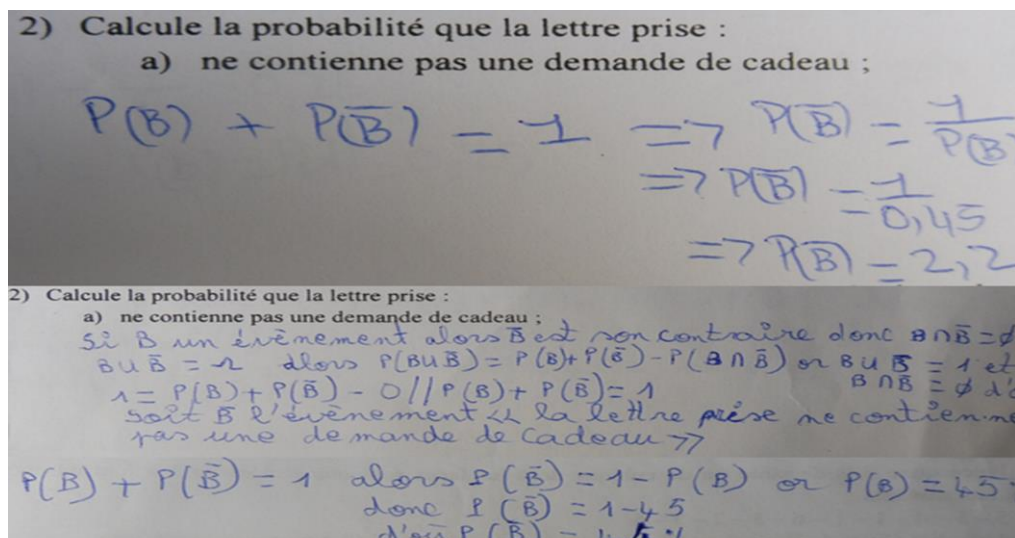 2) Calcule la probabilité que la lettre prise :
a) ne contienne pas une demande de cadeau ;
P(B) + P(B̅) = 1 => P(B̅) = 1/P(B
=> P(B̅) = 1/0,45
=> P(B̅) = 2,2
2) Calcule la probabilité que la lettre prise :
a) ne contienne pas une demande de cadeau ;
Si B un évènement alors B̅ est son contraire donc B∩B̅ = ∅
B∪B̅ = Ω alors P(B∪B̅) = P(B)+P(B̅) - P(B∩B̅) or B∪B̅ = 1 et
B∩B̅ = ∅ d'
1 = P(B) + P(B̅) - 0 // P(B) + P(B̅) = 1
soit B̅ l'évènement << la lettre prise ne contienne
pas une demande de cadeau >>
P(B) + P(B̅) = 1 alors P(B̅) = 1 - P(B) or P(B) = 45
donc P(B̅) = 1-45
d'où P(B̅) =